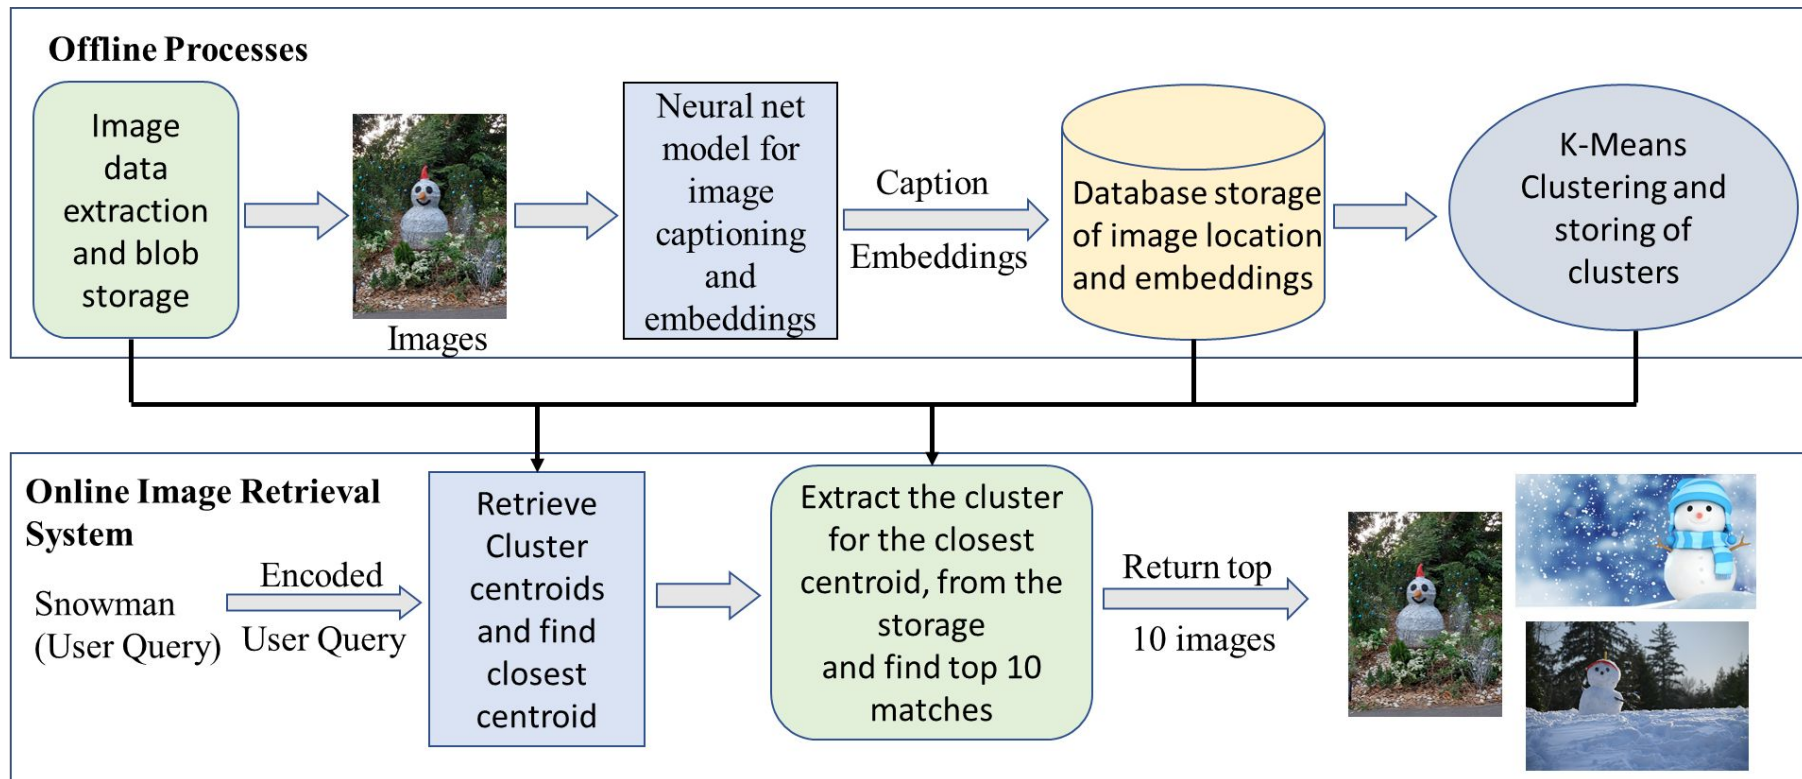 Offline Processes
Image
data
extraction
and blob
storage
Images
Neural net
model for
image
captioning
and
embeddings
Caption
Embeddings
Database storage
of image location
and embeddings
K-Means
Clustering and
storing of
clusters
Online Image Retrieval
System
Snowman
(User Query)
Encoded
User Query
Retrieve
Cluster
centroids
and find
closest
centroid
Extract the cluster
for the closest
centroid, from the
storage
and find top 10
matches
Return top
10 images